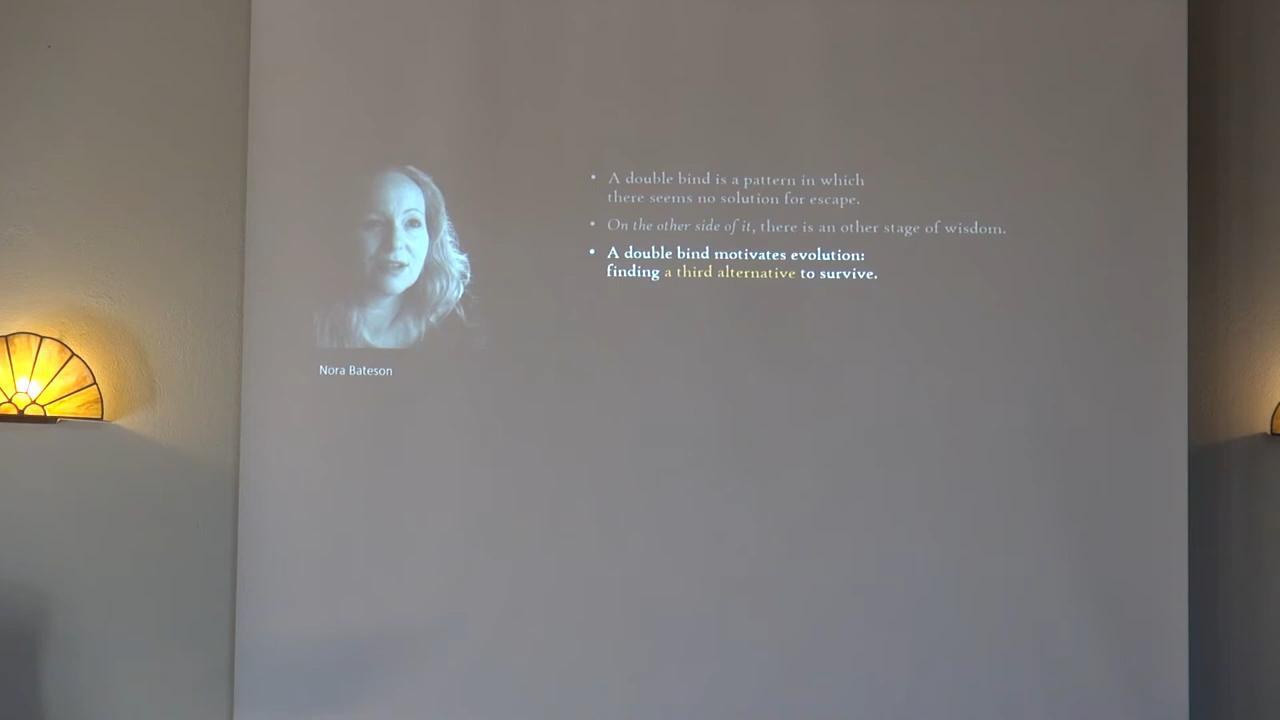 • A double bind is a pattern in which
there seems no solution for escape.
• On the other side of it, there is an other stage of wisdom.
• A double bind motivates evolution:
finding a third alternative to survive.
Nora Bateson